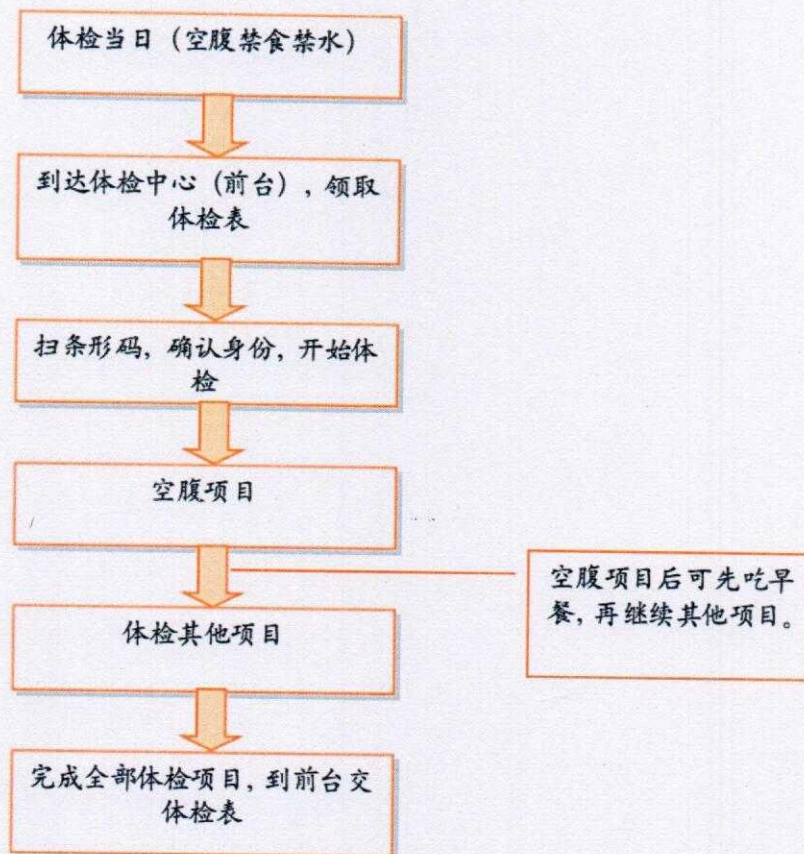 体检当日（空腹禁食禁水）
到达体检中心（前台），领取
体检表
扫条形码，确认身份，开始体
检
空腹项目
空腹项目后可先吃早
餐，再继续其他项目。
体检其他项目
完成全部体检项目，到前台交
体检表